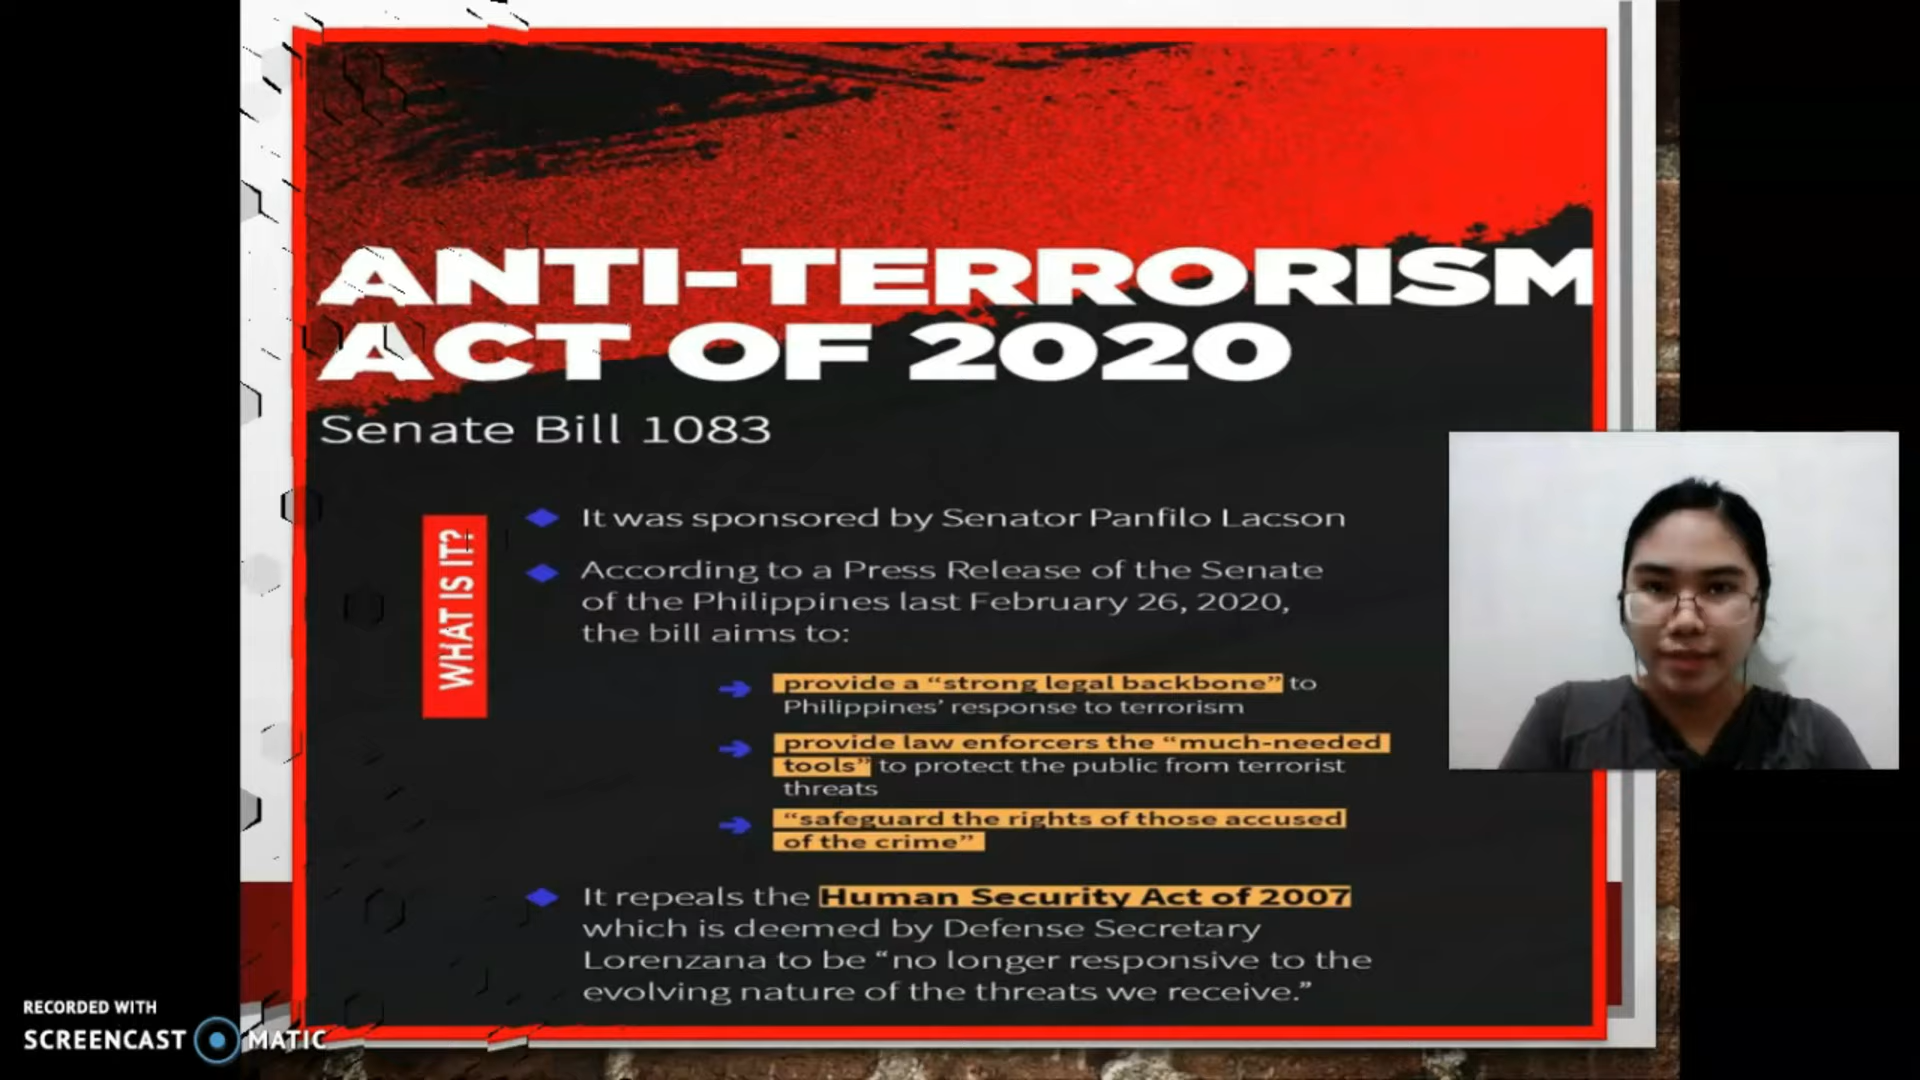 ANTI-TERRORISM
ACT OF 2020
Senate Bill 1083
WHAT IS IT?
It was sponsored by Senator Panfilo Lacson
According to a Press Release of the Senate
of the Philippines last February 26, 2020,
the bill aims to:
provide a “strong legal backbone” to
Philippines’ response to terrorism
provide law enforcers the “much-needed
tools” to protect the public from terrorist
threats
“safeguard the rights of those accused
of the crime”
It repeals the Human Security Act of 2007
which is deemed by Defense Secretary
Lorenzana to be “no longer responsive to the
evolving nature of the threats we receive.”
RECORDED WITH
SCREENCAST MATIC